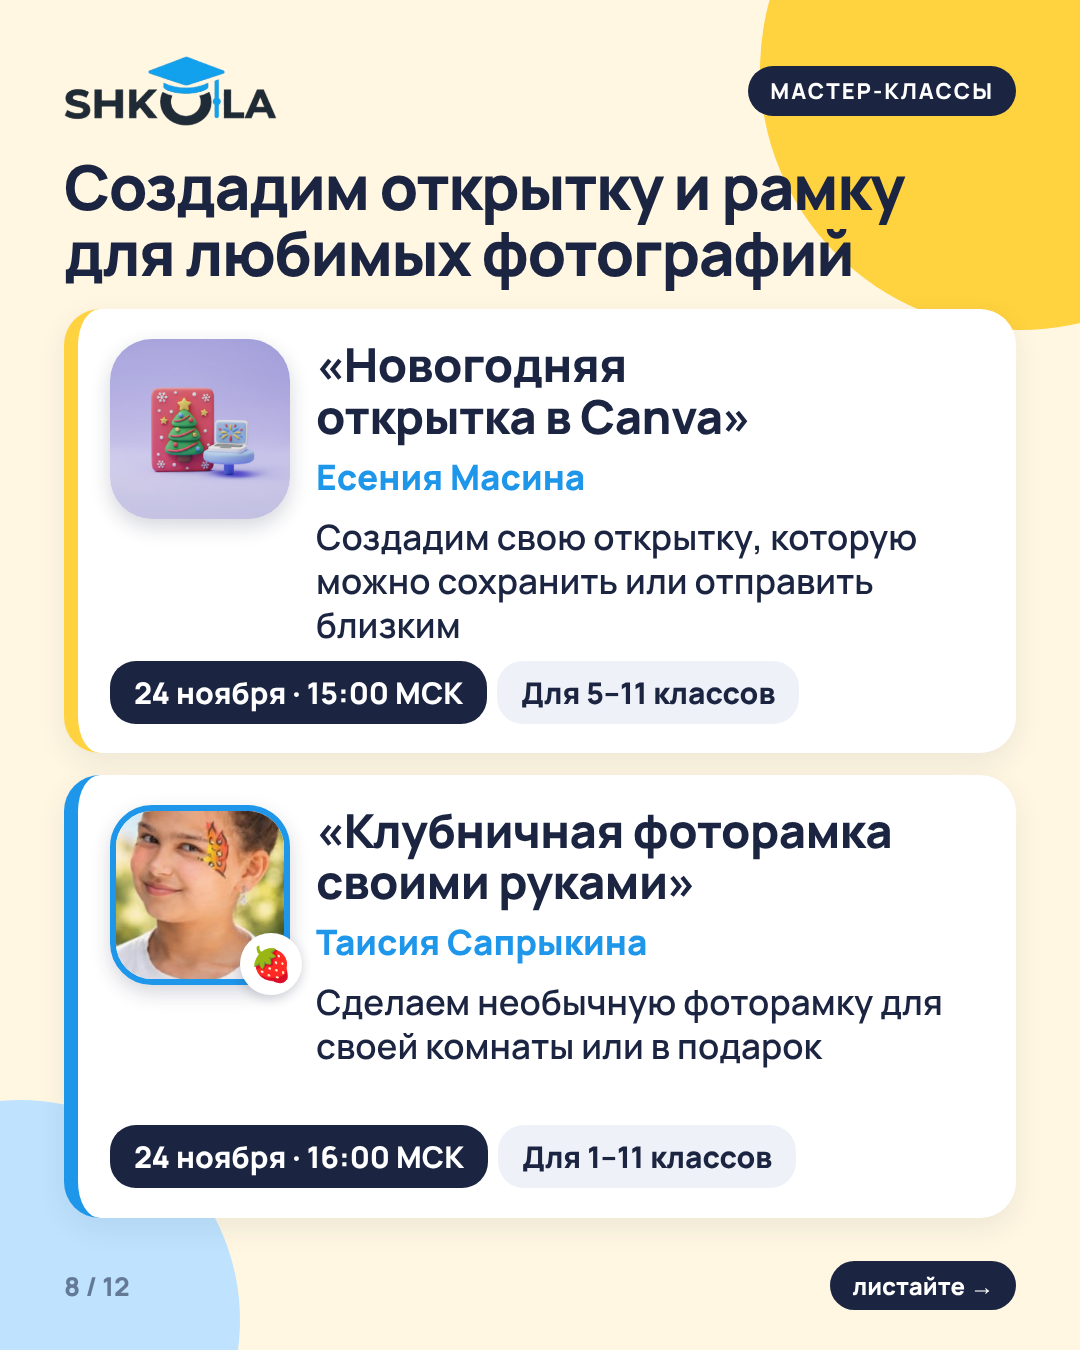 SHKOLA
МАСТЕР-КЛАССЫ
Создадим открытку и рамку
для любимых фотографий
«Новогодняя
открытка в Canva»
Есения Масина
Создадим свою открытку, которую
можно сохранить или отправить
близким
24 ноября · 15:00 МСК
Для 5–11 классов
«Клубничная фоторамка
своими руками»
Таисия Сапрыкина
Сделаем необычную фоторамку для
своей комнаты или в подарок
24 ноября · 16:00 МСК
Для 1–11 классов
8 / 12
листайте →